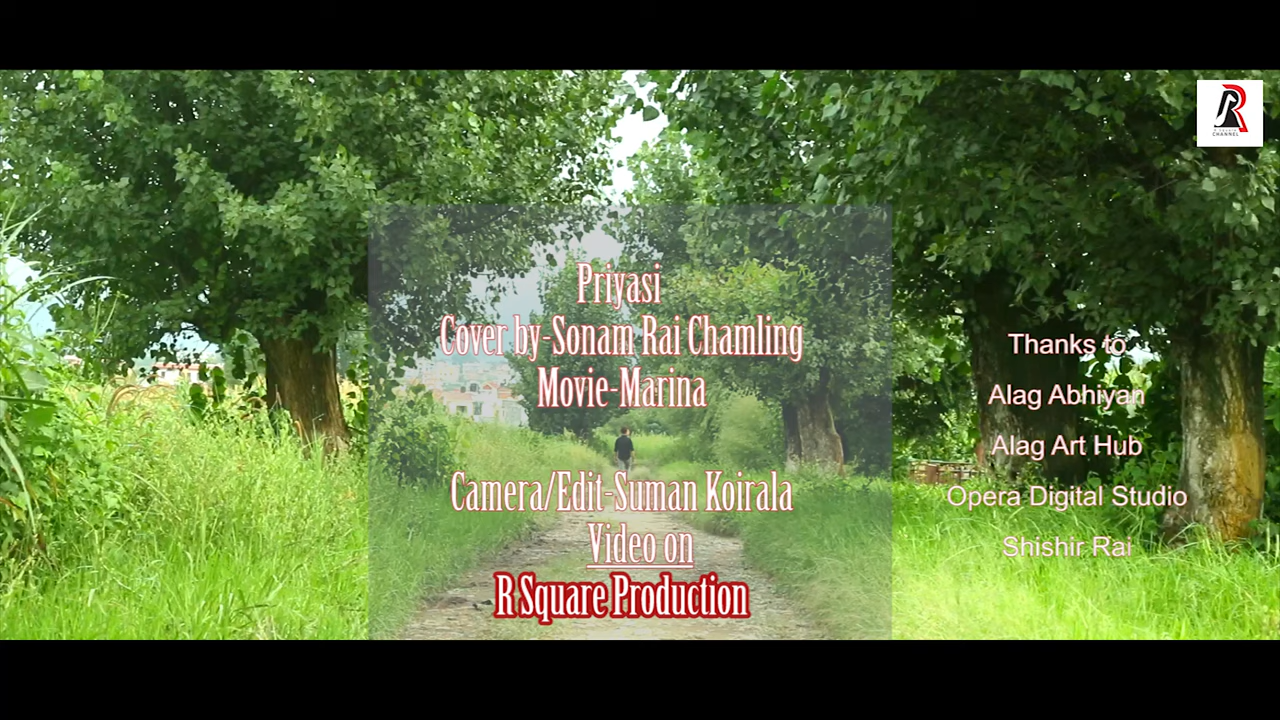 Priyasi
Cover by-Sonam Rai Chamling
Movie-Marina
Camera/Edit-Suman Koirala
Video on
R Square Production
Thanks to
Alag Abhiyan
Alag Art Hub
Opera Digital Studio
Shishir Rai
R
CHANNEL